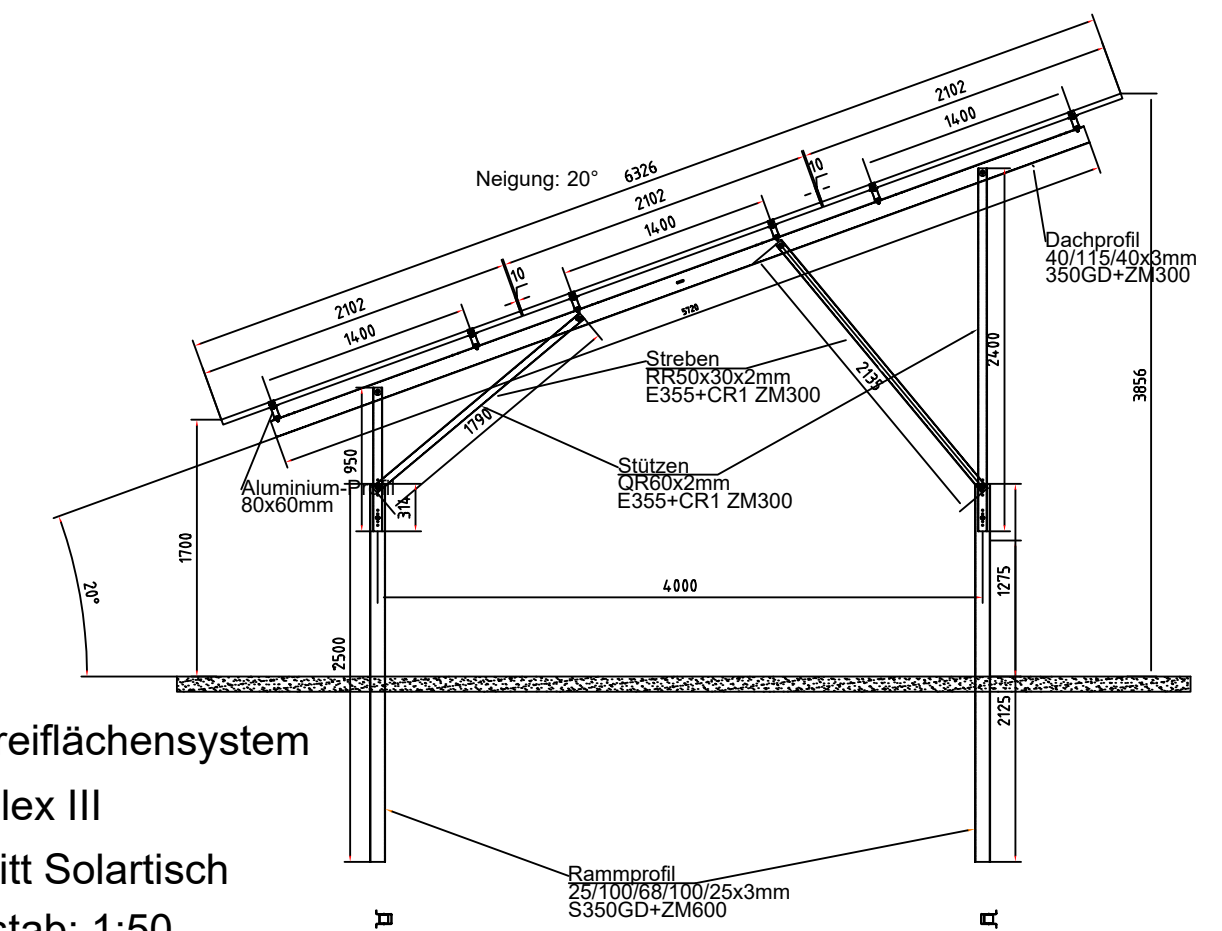 2102
1400
10
Neigung: 20°
6326
2102
1400
10
2102
1400
Dachprofil
40/115/40x3mm
350GD+ZM300
5720
Streben
RR50x30x2mm
E355+CR1 ZM300
2400
2135
3856
1790
Stützen
QR60x2mm
E355+CR1 ZM300
950
Aluminium-Profil
80x60mm
314
1700
20°
4000
1275
2500
2125
reiflächensystem
lex III
itt Solartisch
stab: 1:50
Rammprofil
25/100/68/100/25x3mm
S350GD+ZM600